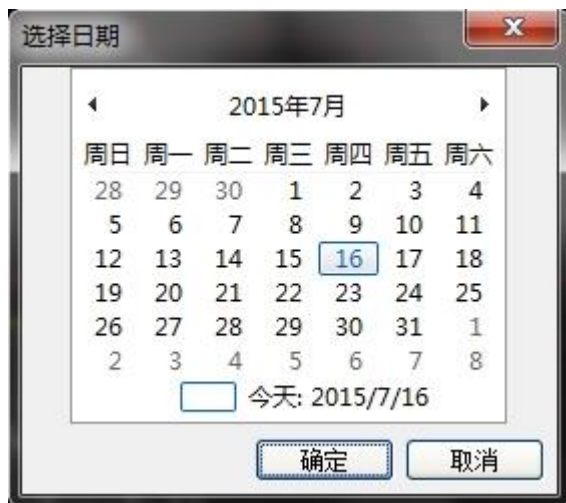 选择日期
2015年7月
周日 周一 周二 周三 周四 周五 周六
28 29 30 1 2 3 4
5 6 7 8 9 10 11
12 13 14 15 16 17 18
19 20 21 22 23 24 25
26 27 28 29 30 31 1
2 3 4 5 6 7 8
今天: 2015/7/16
确定 取消